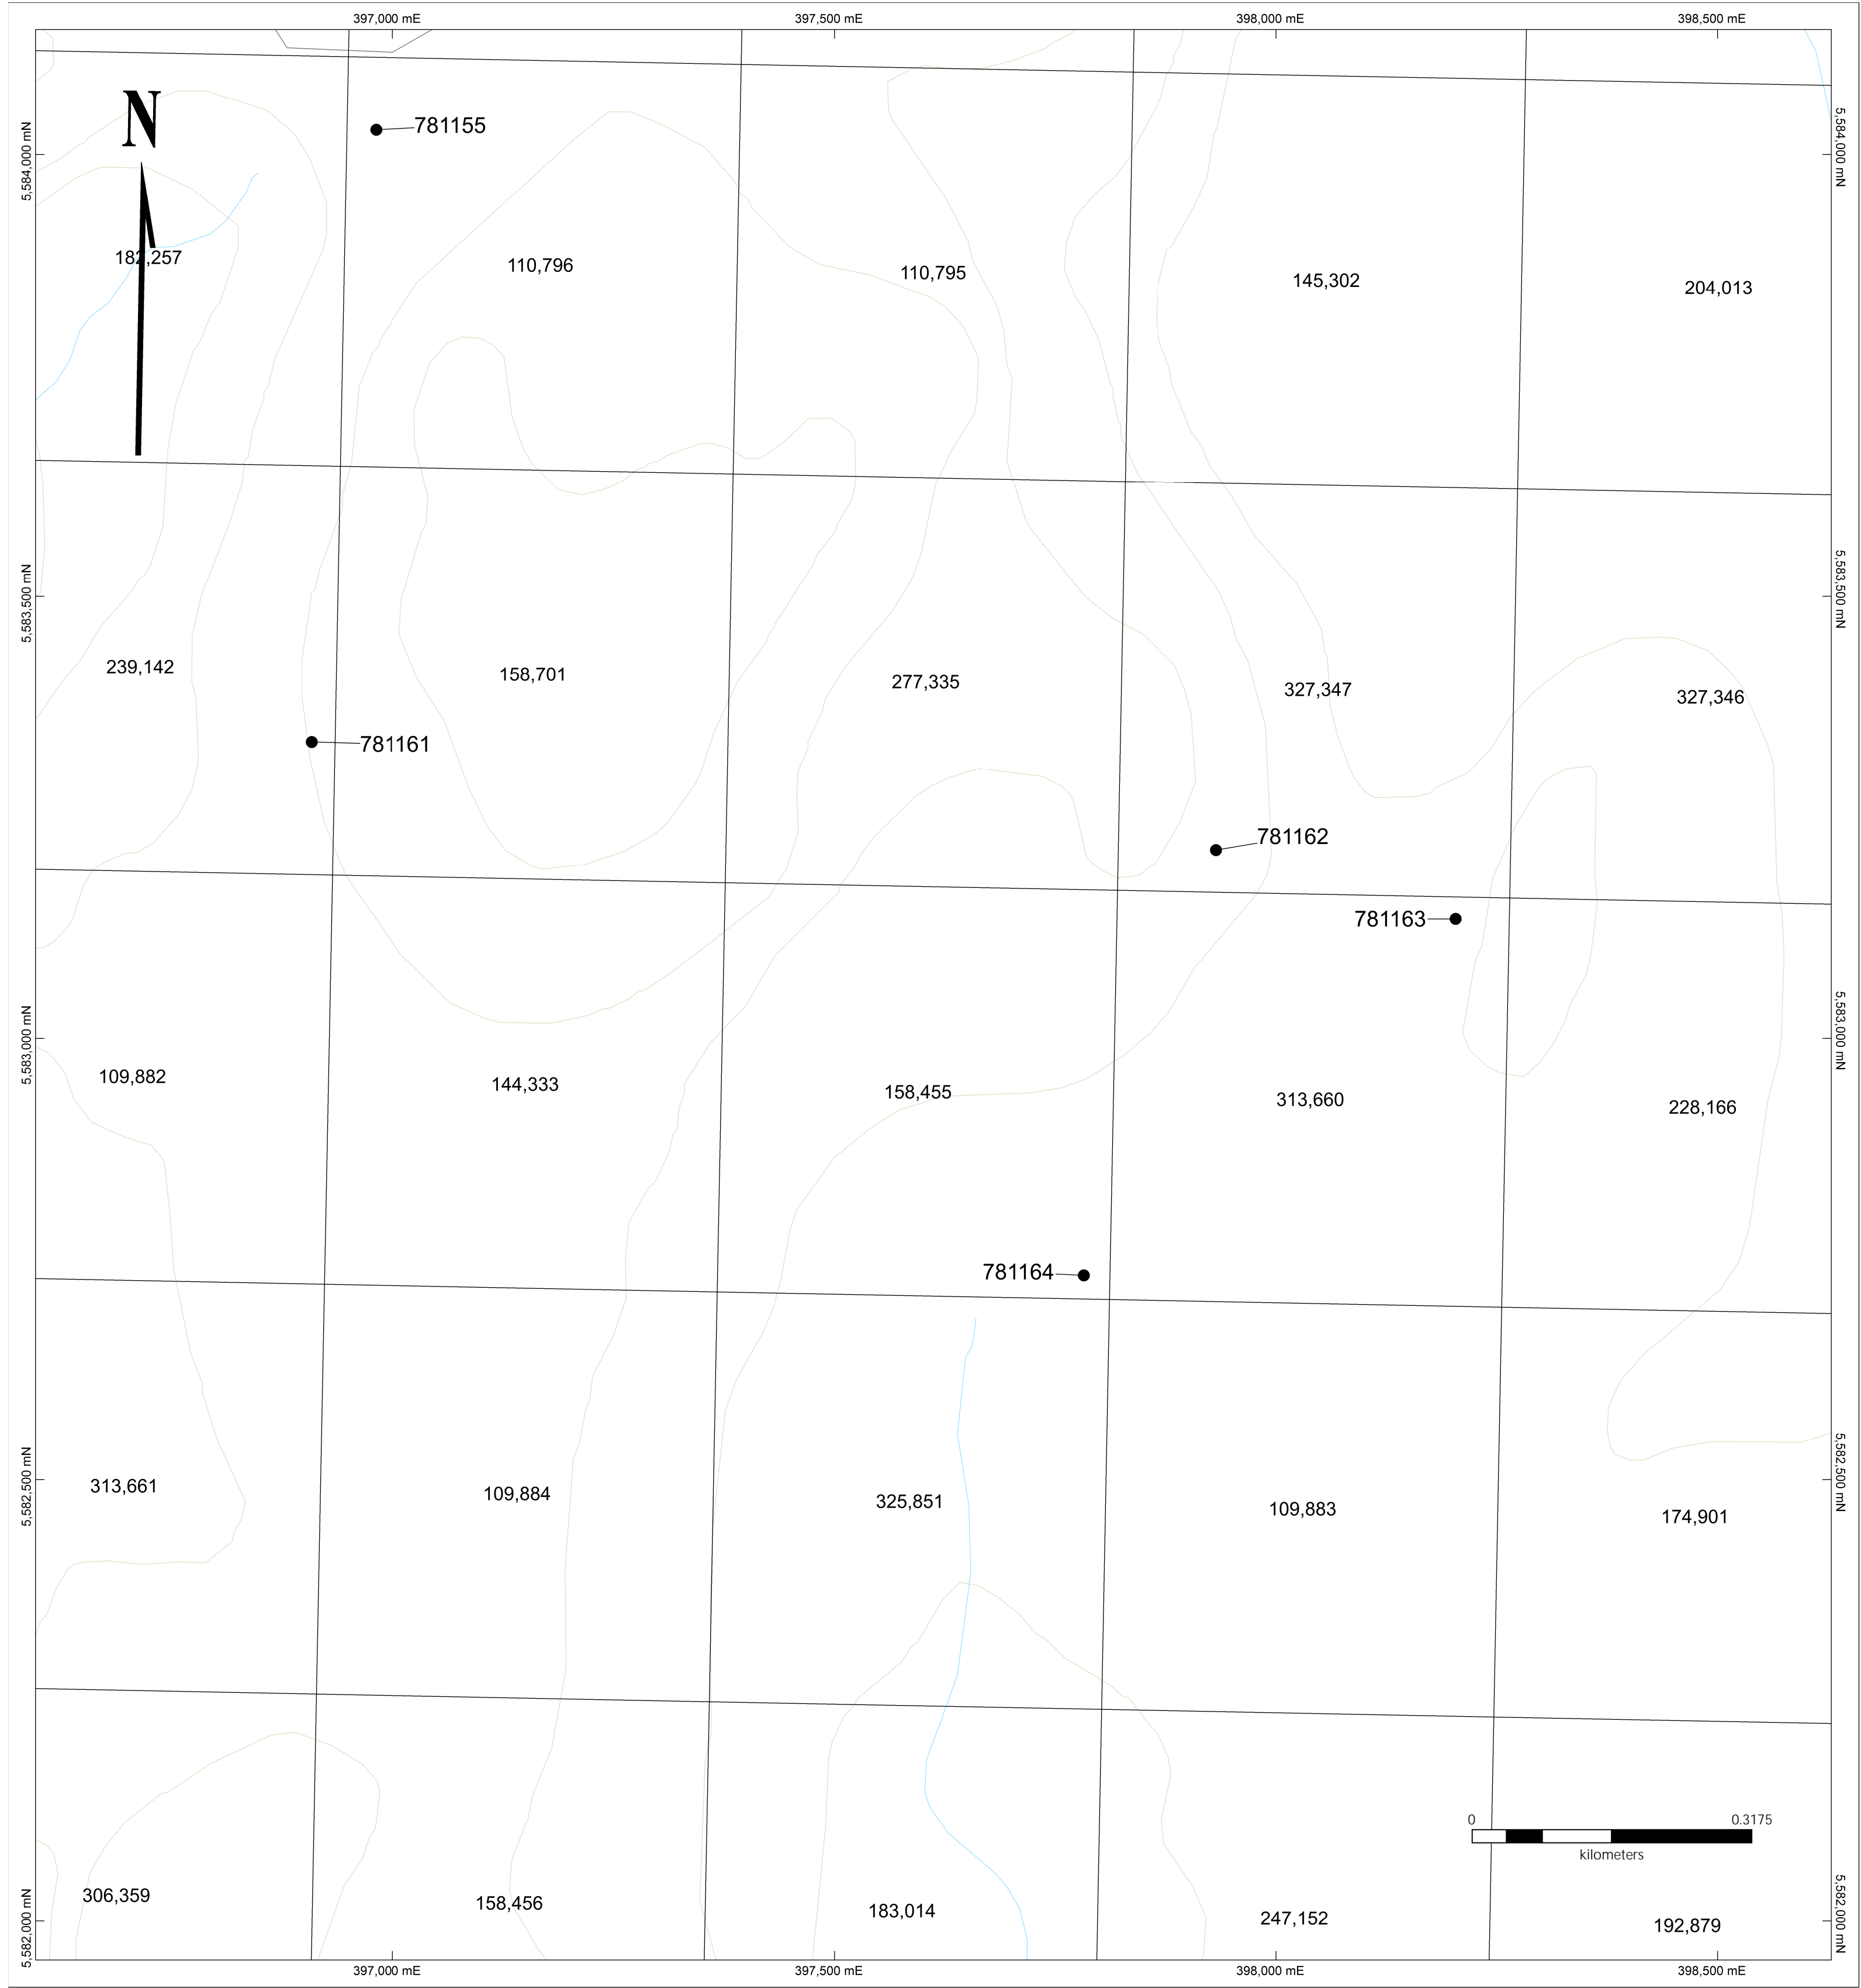 397,000 mE 397,500 mE 398,000 mE 398,500 mE
N
781155
5,584,000 mN 5,584,000 mN
182,257 110,796 110,795 145,302 204,013
5,583,500 mN 5,583,500 mN
239,142 158,701 277,335 327,347 327,346
781161
781162
781163
5,583,000 mN 5,583,000 mN
109,882 144,333 158,455 313,660 228,166
781164
5,582,500 mN 5,582,500 mN
313,661 109,884 325,851 109,883 174,901
0 0.3175
kilometers
306,359 158,456 183,014 247,152 192,879
5,582,000 mN 5,582,000 mN
397,000 mE 397,500 mE 398,000 mE 398,500 mE